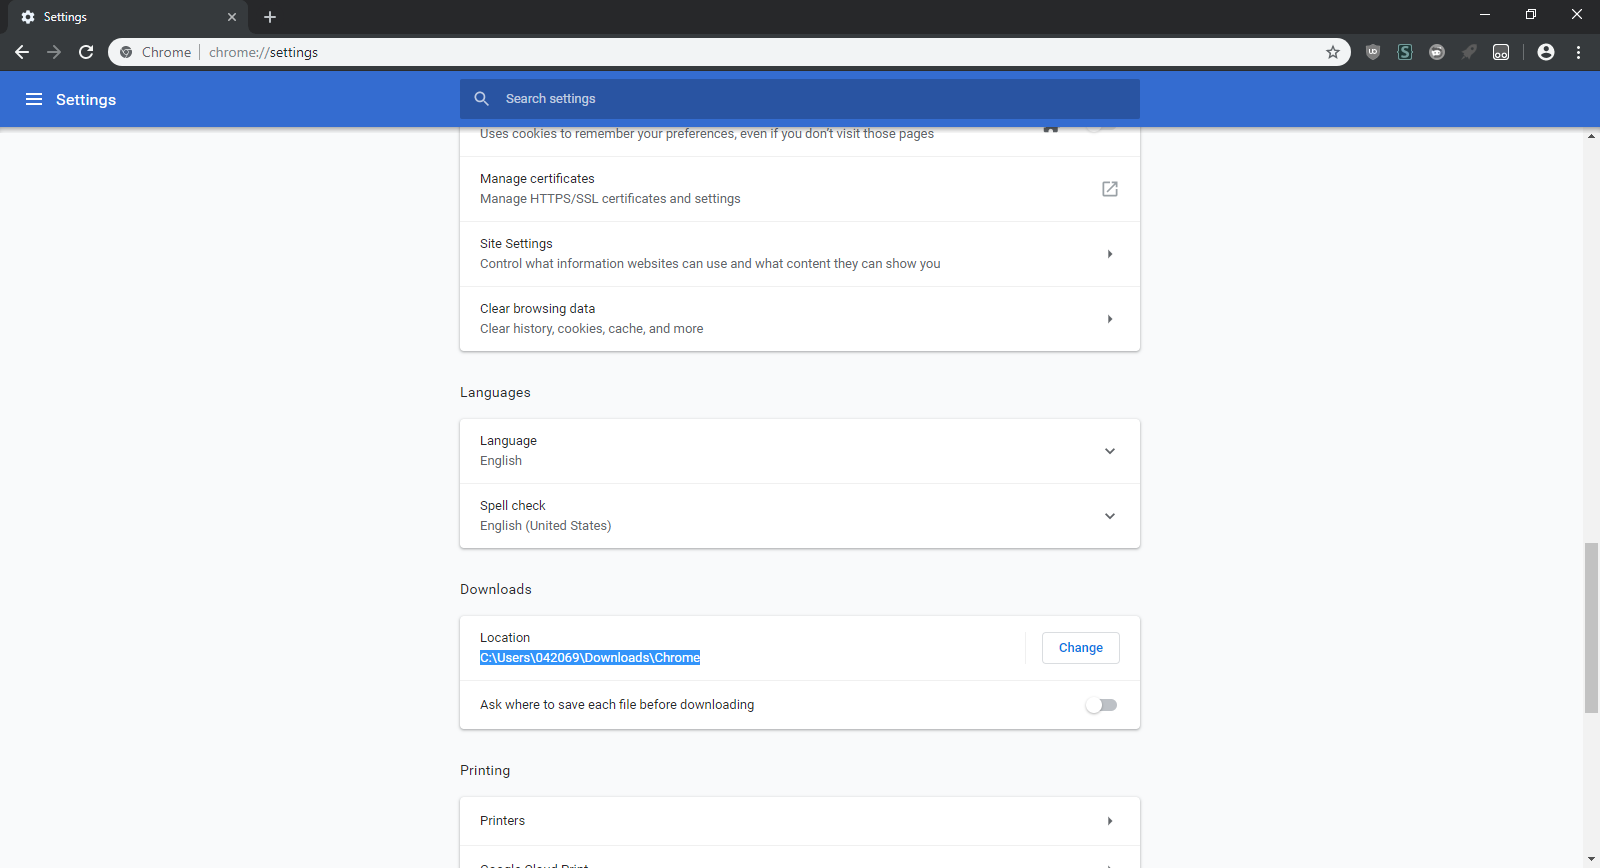 Settings
Chrome chrome://settings
Settings
Search settings
Uses cookies to remember your preferences, even if you don't visit those pages
Manage certificates
Manage HTTPS/SSL certificates and settings
Site Settings
Control what information websites can use and what content they can show you
Clear browsing data
Clear history, cookies, cache, and more
Languages
Language
English
Spell check
English (United States)
Downloads
Location
C:\Users\042069\Downloads\Chrome
Change
Ask where to save each file before downloading
Printing
Printers
Google Cloud Print